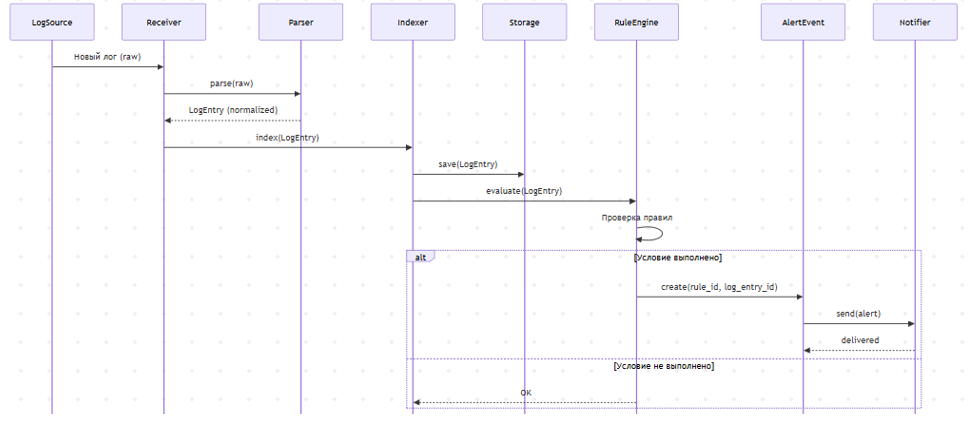 LogSource
Receiver
Parser
Indexer
Storage
RuleEngine
AlertEvent
Notifier
Новый лог (raw)
parse(raw)
LogEntry (normalized)
index(LogEntry)
save(LogEntry)
evaluate(LogEntry)
Проверка правил
alt
[Условие выполнено]
create(rule_id, log_entry_id)
send(alert)
delivered
[Условие не выполнено]
OK